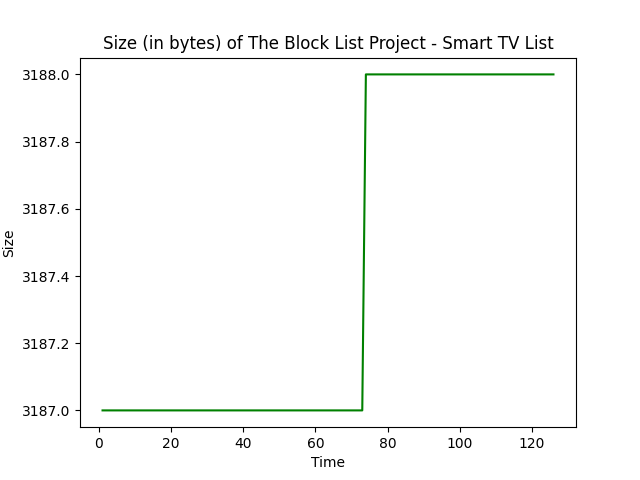 Size (in bytes) of The Block List Project - Smart TV List
3188.0
3187.8
3187.6
3187.4
3187.2
3187.0
Size
0 20 40 60 80 100 120
Time